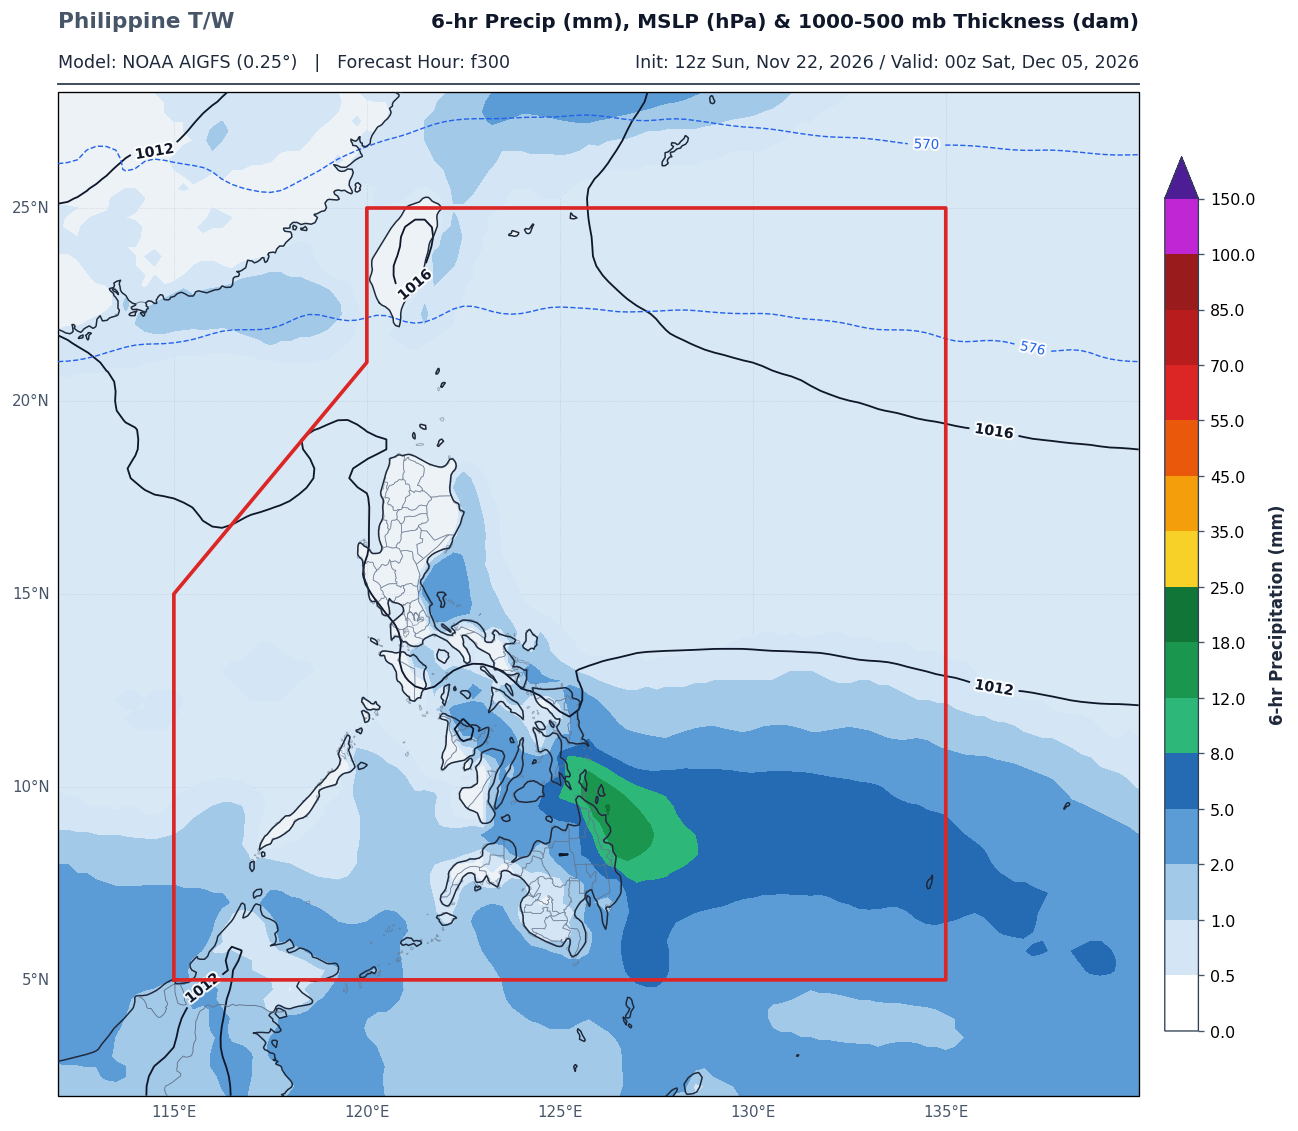 Philippine T/W
6-hr Precip (mm), MSLP (hPa) & 1000-500 mb Thickness (dam)
Model: NOAA AIGFS (0.25°) | Forecast Hour: f300
Init: 12z Sun, Nov 22, 2026 / Valid: 00z Sat, Dec 05, 2026
1012
570
1016
576
1016
1012
1012
25°N
20°N
15°N
10°N
5°N
115°E
120°E
125°E
130°E
135°E
150.0
100.0
85.0
70.0
55.0
45.0
35.0
25.0
18.0
12.0
8.0
5.0
2.0
1.0
0.5
0.0
6-hr Precipitation (mm)